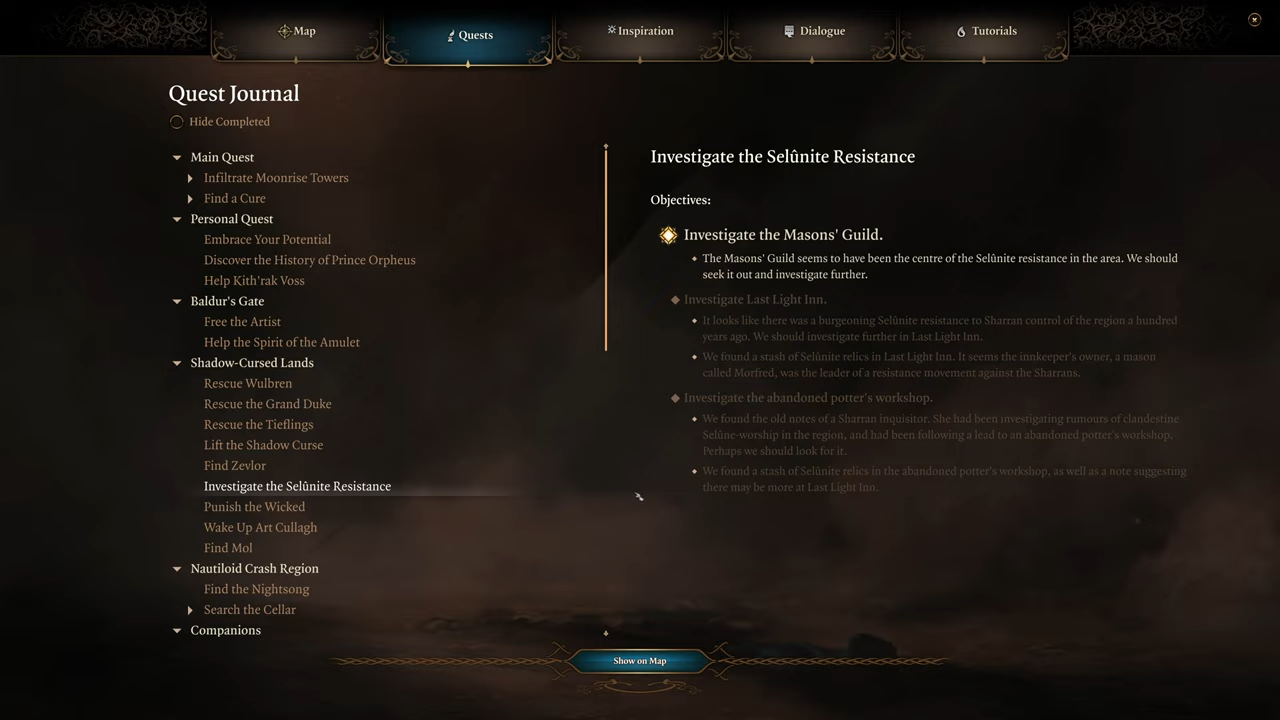 Map
Quests
Inspiration
Dialogue
Tutorials
Quest Journal
Hide Completed
Main Quest
Infiltrate Moonrise Towers
Find a Cure
Personal Quest
Embrace Your Potential
Discover the History of Prince Orpheus
Help Kith'rak Voss
Baldur's Gate
Free the Artist
Help the Spirit of the Amulet
Shadow-Cursed Lands
Rescue Wulbren
Rescue the Grand Duke
Rescue the Tieflings
Lift the Shadow Curse
Find Zevlor
Investigate the Selûnite Resistance
Punish the Wicked
Wake Up Art Cullagh
Find Mol
Nautiloid Crash Region
Find the Nightsong
Search the Cellar
Companions
Investigate the Selûnite Resistance
Objectives:
Investigate the Masons' Guild.
The Masons' Guild seems to have been the centre of the Selûnite resistance in the area. We should
seek it out and investigate further.
Investigate Last Light Inn.
It looks like there was a burgeoning Selûnite resistance to Sharran control of the region a hundred
years ago. We should investigate further in Last Light Inn.
We found a stash of Selûnite relics in Last Light Inn. It seems the innkeeper's owner, a mason
called Morfred, was the leader of a resistance movement against the Sharrans.
Investigate the abandoned potter's workshop.
We found the old notes of a Sharran inquisitor. She had been investigating rumours of clandestine
Selûne-worship in the region, and had been following a lead to an abandoned potter's workshop.
Perhaps we should look for it.
We found a stash of Selûnite relics in the abandoned potter's workshop, as well as a note suggesting
there may be more at Last Light Inn.
Show on Map